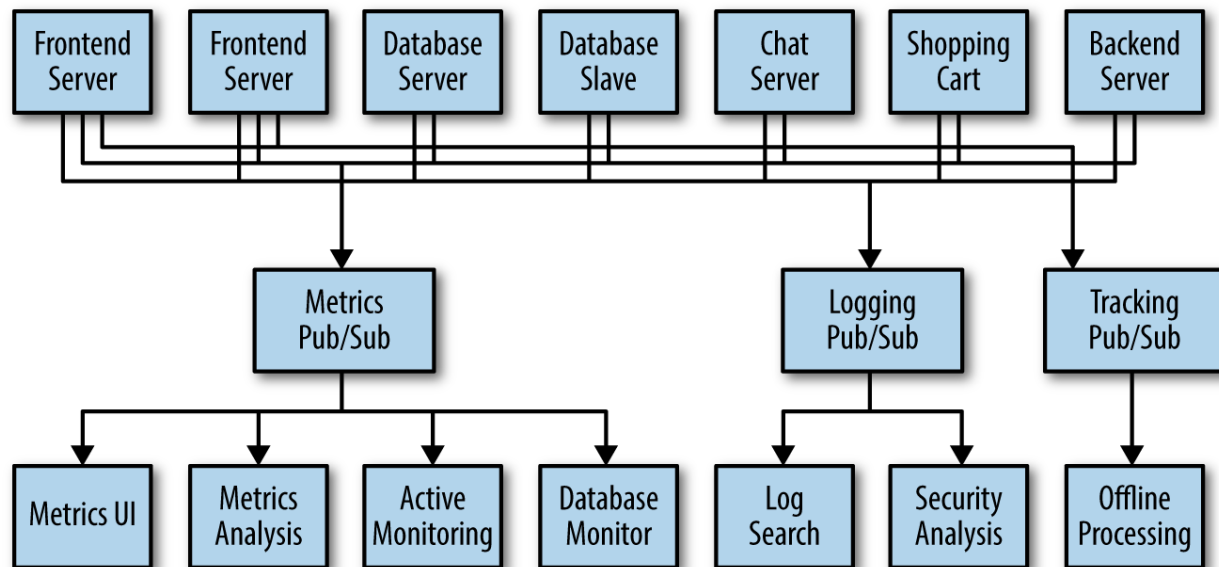 Frontend
Server
Frontend
Server
Database
Server
Database
Slave
Chat
Server
Shopping
Cart
Backend
Server
Metrics
Pub/Sub
Logging
Pub/Sub
Tracking
Pub/Sub
Metrics UI
Metrics
Analysis
Active
Monitoring
Database
Monitor
Log
Search
Security
Analysis
Offline
Processing